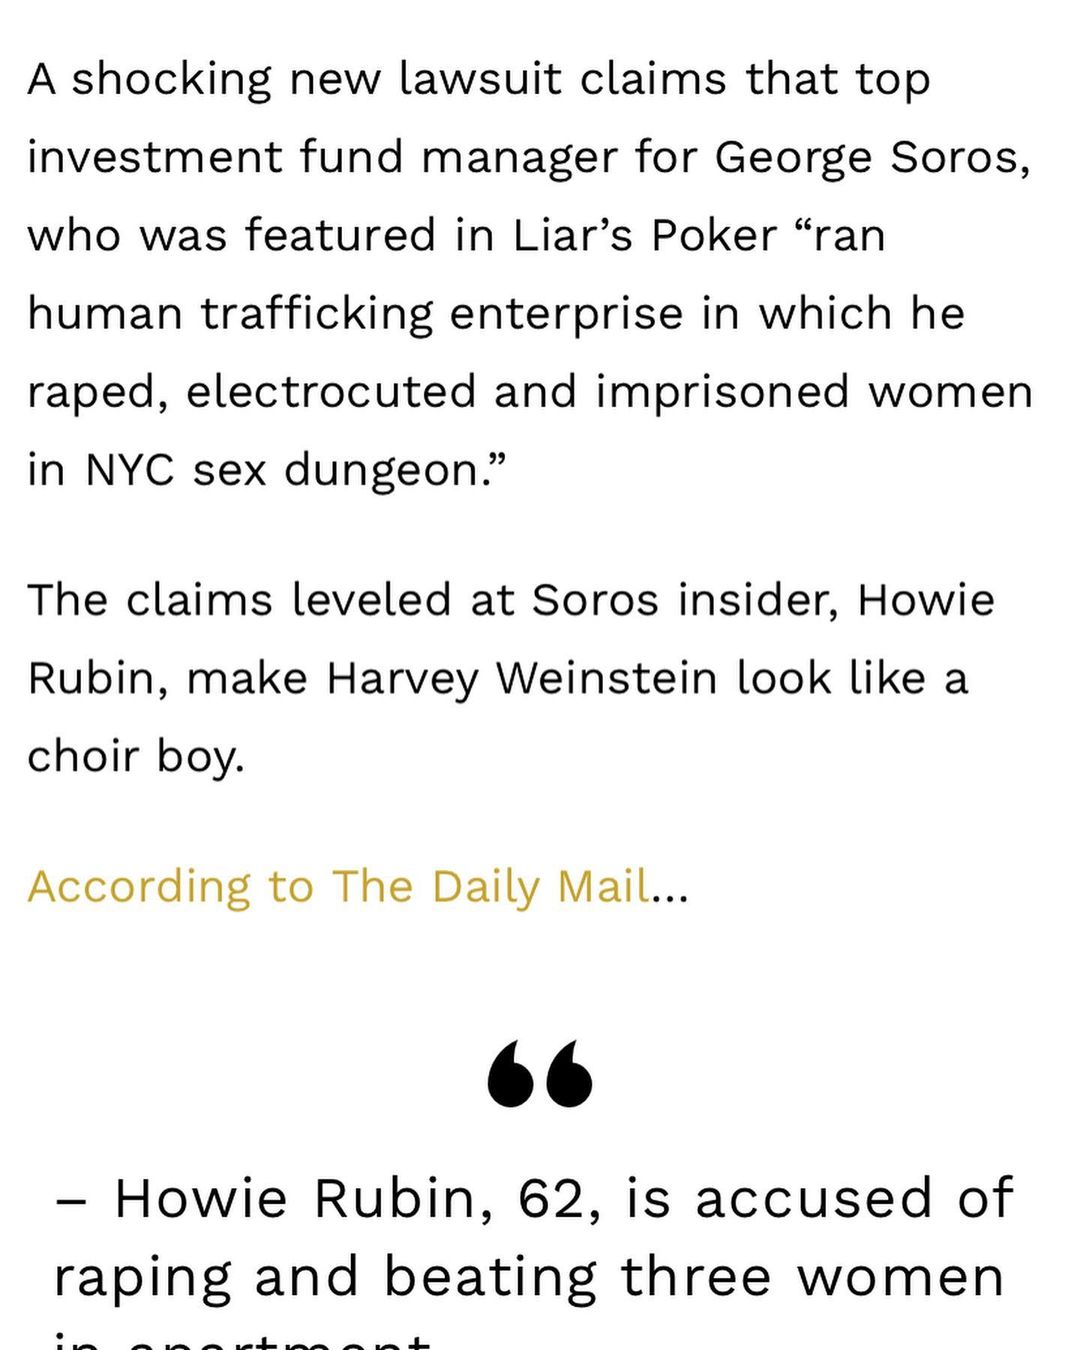 A shocking new lawsuit claims that top
investment fund manager for George Soros,
who was featured in Liar’s Poker “ran
human trafficking enterprise in which he
raped, electrocuted and imprisoned women
in NYC sex dungeon.”
The claims leveled at Soros insider, Howie
Rubin, make Harvey Weinstein look like a
choir boy.
According to The Daily Mail...
“
– Howie Rubin, 62, is accused of
raping and beating three women
in apartment